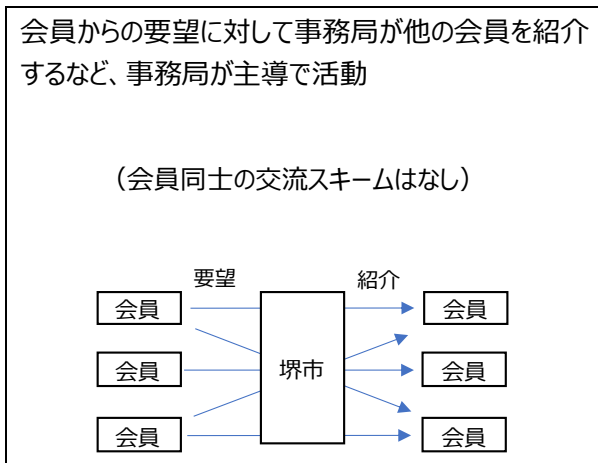 会員からの要望に対して事務局が他の会員を紹介
するなど、事務局が主導で活動
（会員同士の交流スキームはなし）
要望 紹介
会員 会員
会員 堺市 会員
会員 会員